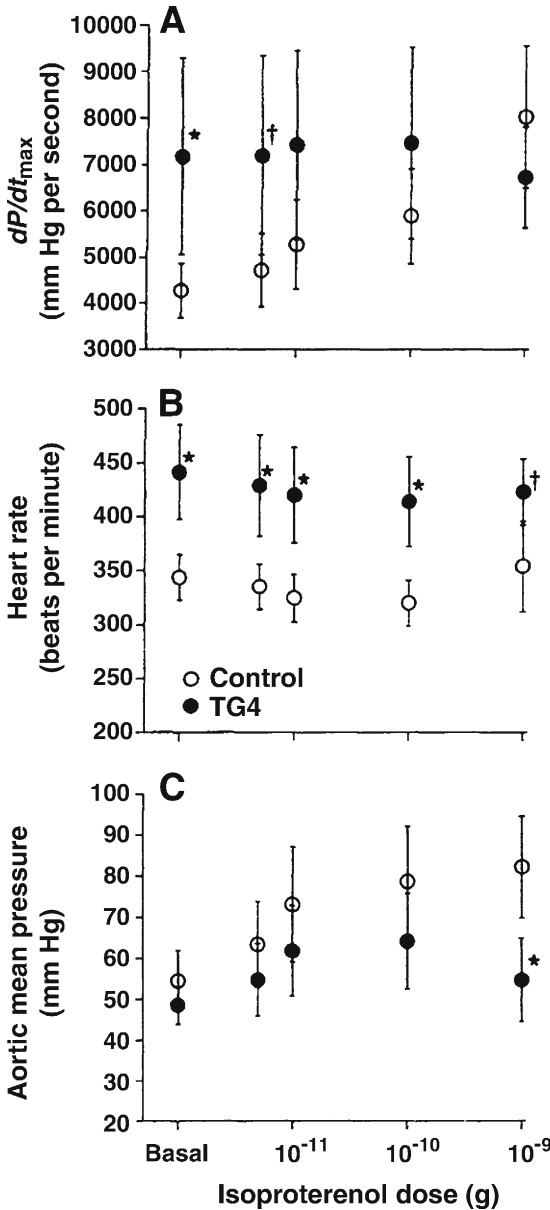 A
dP/dtmax
(mm Hg per second)
10000
9000
8000
7000
6000
5000
4000
3000
*
†
B
Heart rate
(beats per minute)
500
450
400
350
300
250
200
*
*
*
*
†
Control
TG4
C
Aortic mean pressure
(mm Hg)
100
90
80
70
60
50
40
30
20
*
Basal 10-11 10-10 10-9
Isoproterenol dose (g)